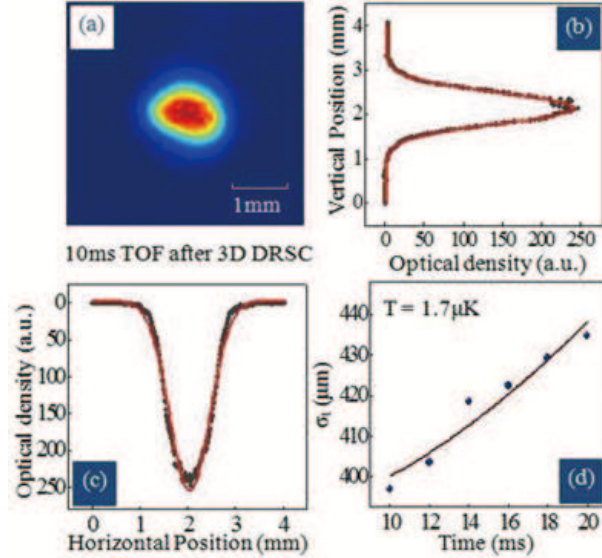 (a)
1mm
10ms TOF after 3D DRSC
(b)
Vertical Position (mm)
4
3
2
1
0
0 50 100 150 200 250
Optical density (a.u.)
(c)
Optical density (a.u.)
0
50
100
150
200
250
0 1 2 3 4
Horizontal Position (mm)
T = 1.7μK
(d)
σₜ (μm)
440
430
420
410
400
10 12 14 16 18 20
Time (ms)